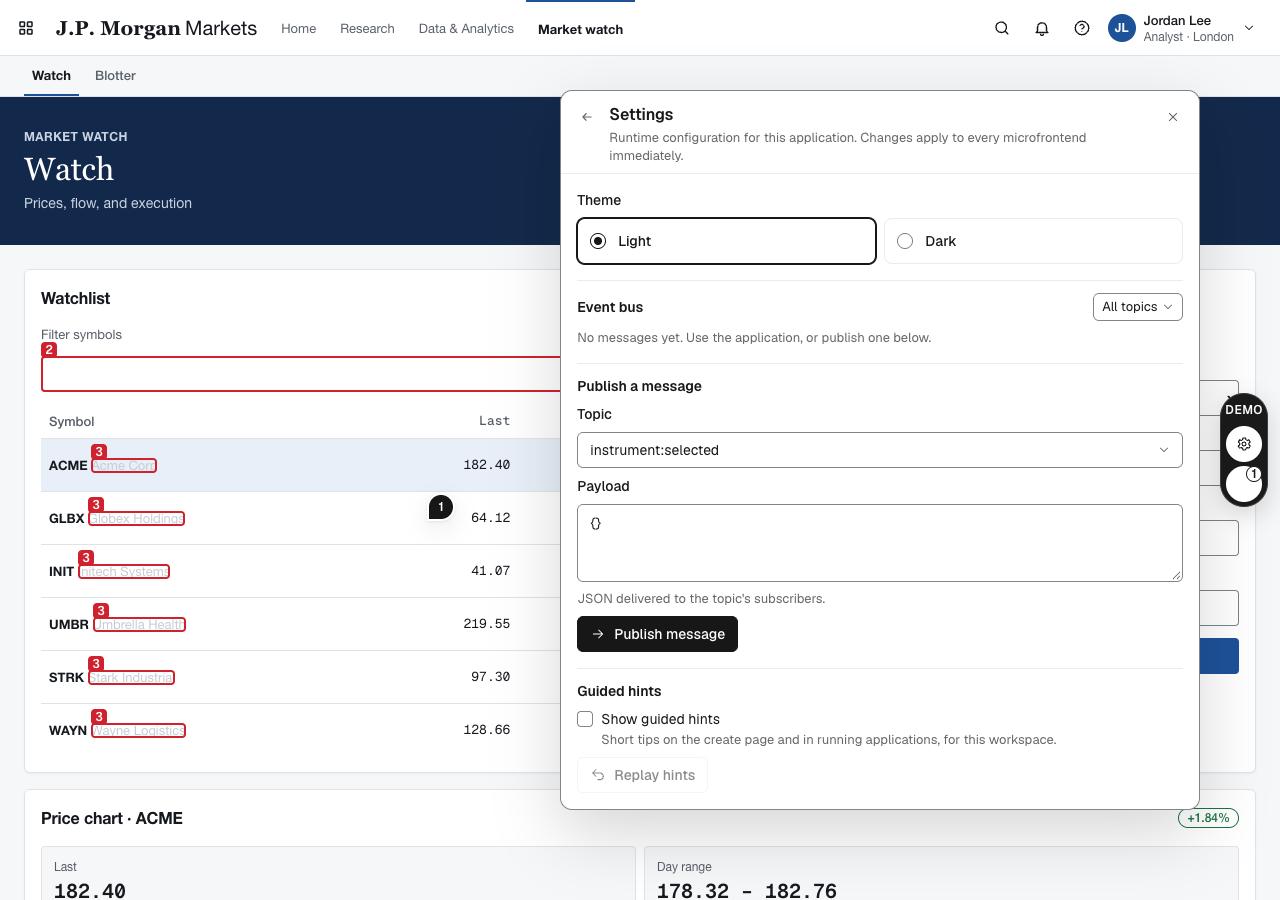 J.P. Morgan Markets
Home
Research
Data & Analytics
Market watch
JL
Jordan Lee
Analyst · London
Watch
Blotter
MARKET WATCH
Watch
Prices, flow, and execution
Watchlist
Filter symbols
2
Symbol
Last
3
ACME Acme Corp
182.40
3
GLBX Globex Holdings
1
64.12
3
INIT Initech Systems
41.07
3
UMBR Umbrella Health
219.55
3
STRK Stark Industrial
97.30
3
WAYN Wayne Logistics
128.66
Price chart · ACME
+1.84%
Last
182.40
Day range
178.32 – 182.76
Settings
Runtime configuration for this application. Changes apply to every microfrontend
immediately.
Theme
Light
Dark
Event bus
All topics
No messages yet. Use the application, or publish one below.
Publish a message
Topic
instrument:selected
Payload
{}
JSON delivered to the topic's subscribers.
Publish message
Guided hints
Show guided hints
Short tips on the create page and in running applications, for this workspace.
Replay hints
DEMO
1